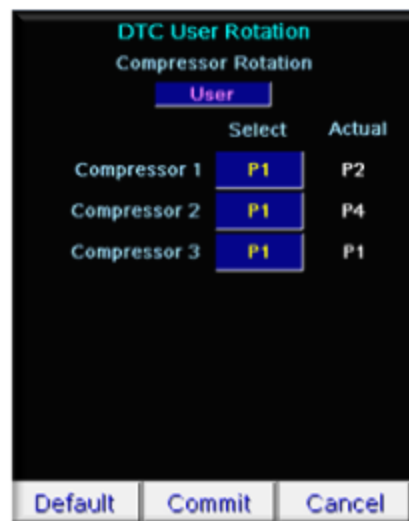 DTC User Rotation
Compressor Rotation
User
Select Actual
Compressor 1 P1 P2
Compressor 2 P1 P4
Compressor 3 P1 P1
Default Commit Cancel